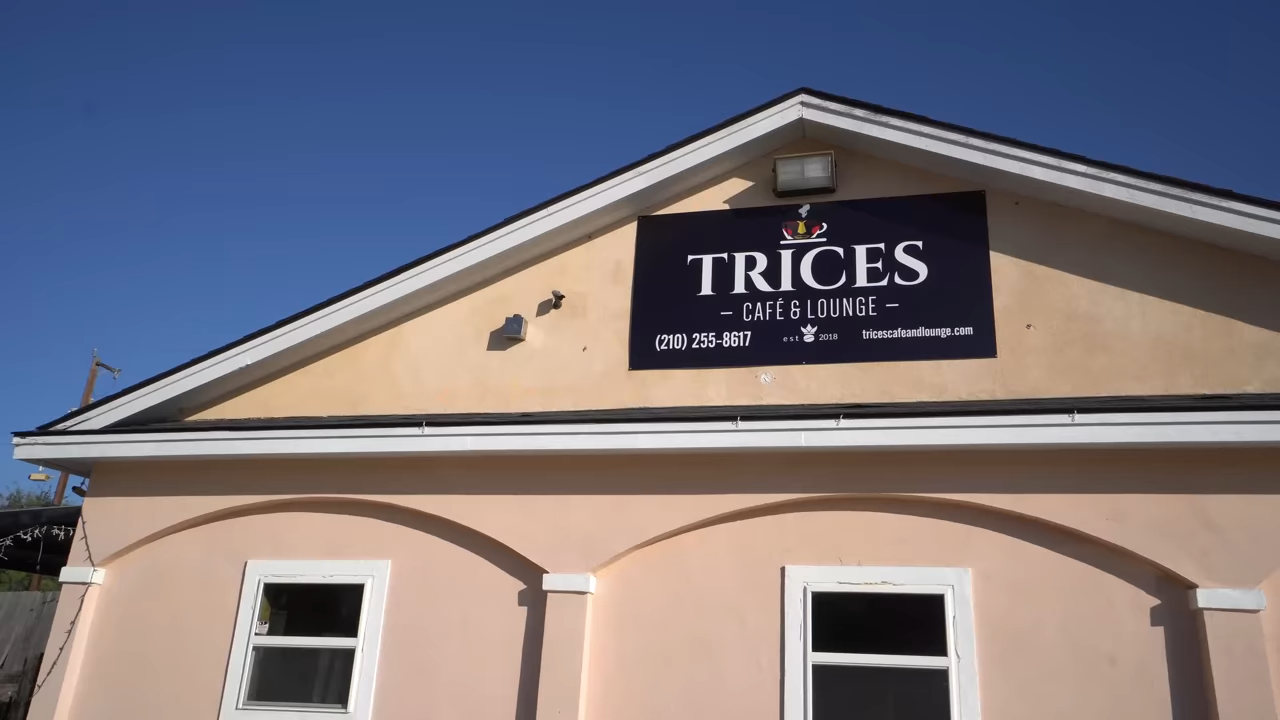 TRICES
– CAFÉ & LOUNGE –
(210) 255-8617 est 2018 tricescafeandlounge.com